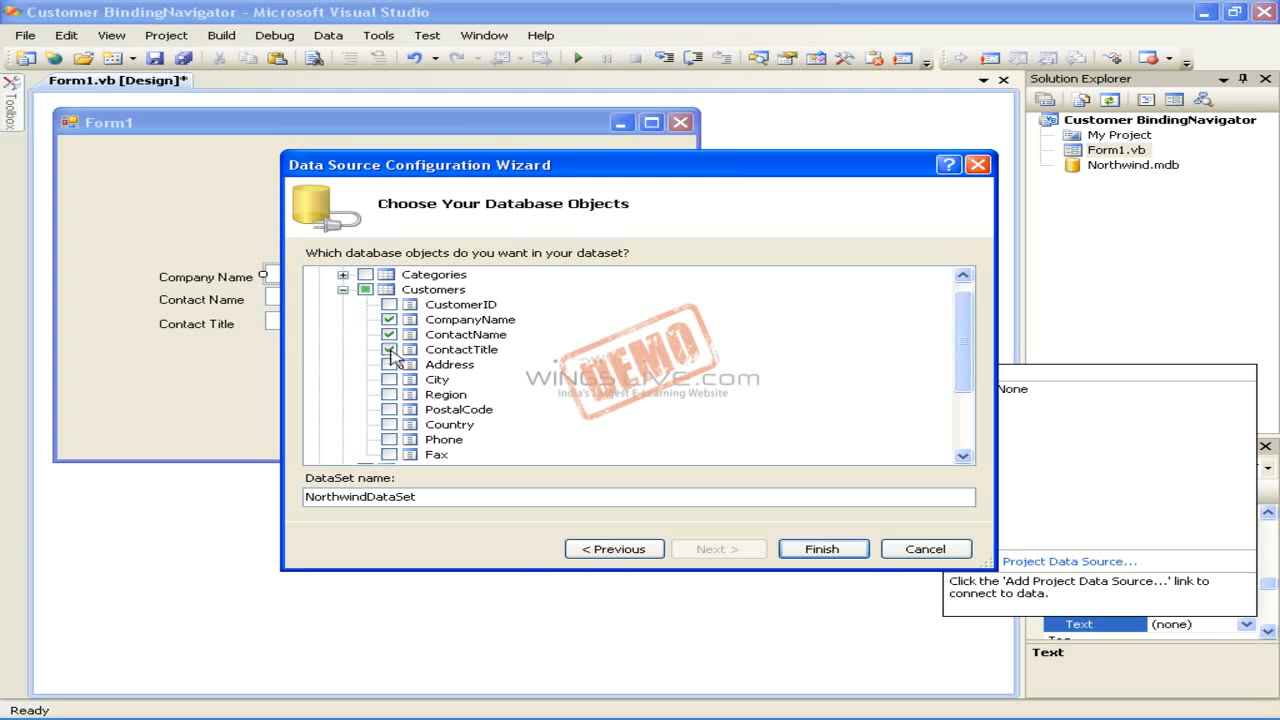 Customer BindingNavigator - Microsoft Visual Studio
File Edit View Project Build Debug Data Tools Test Window Help
Form1.vb [Design]*
Toolbox
Form1
Company Name
Contact Name
Contact Title
Data Source Configuration Wizard
Choose Your Database Objects
Which database objects do you want in your dataset?
Categories
Customers
CustomerID
CompanyName
ContactName
ContactTitle
Address
City
Region
PostalCode
Country
Phone
Fax
DEMO
WINGSLIVE.com
India's Largest E-Learning Website
DataSet name:
NorthwindDataSet
< Previous Next > Finish Cancel
Solution Explorer
Customer BindingNavigator
My Project
Form1.vb
Northwind.mdb
None
Project Data Source...
Click the 'Add Project Data Source...' link to
connect to data.
Text (none)
Text
Ready